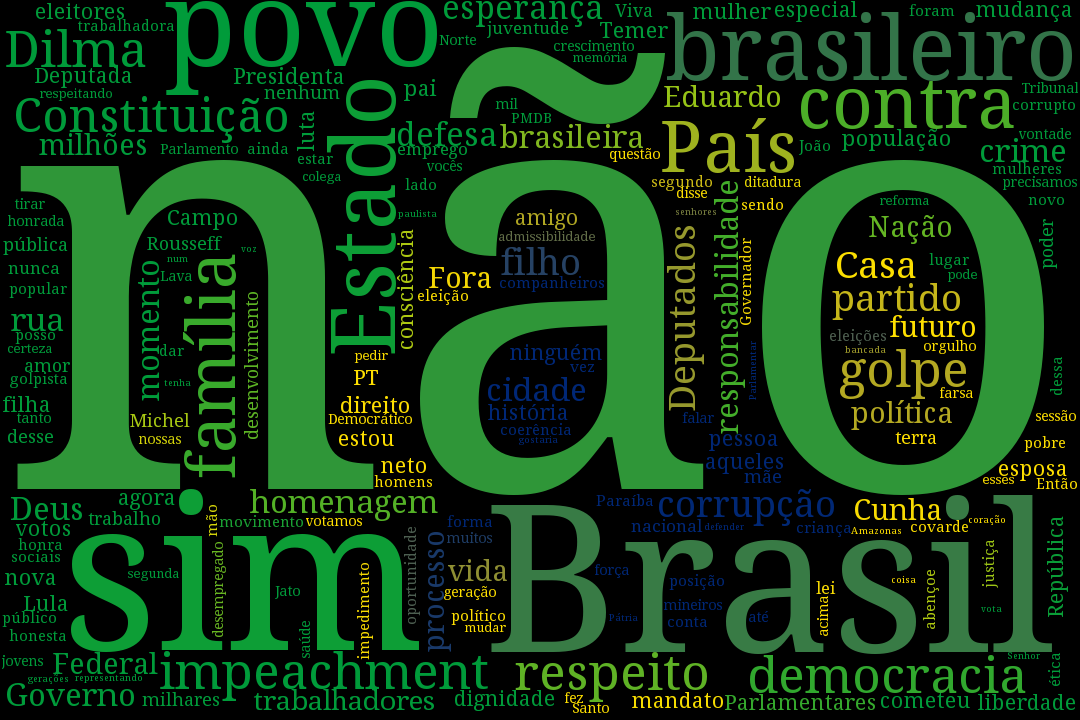 eleitores
trabalhadora
povo
esperança
Viva
mulher
especial
foram
mudança
juventude
Temer
Norte
crescimento
memória
brasileiro
Dilma
Deputada
respeitando
Presidenta
nenhum
pai
Eduardo
contra
Tribunal
corrupto
Constituição
luta
Estado
mil
PMDB
defesa
brasileira
País
João
população
vontade
crime
milhões
Parlamento
ainda
estar
colega
emprego
vocês
lado
questão
segundo
disse
ditadura
mulheres
precisamos
tirar
honrada
Campo
paulista
senhores
sendo
reforma
novo
não
amigo
admissibilidade
pública
Rousseff
voz
num
consciência
filho
companheiros
Deputados
responsabilidade
Governador
Nação
Casa
lugar
pode
poder
nunca
Lava
popular
momento
família
Fora
eleição
partido
rua
posso
certeza
desenvolvimento
eleições
futuro
bancada
orgulho
dar
pedir
ninguém
vez
Parlamentar
golpe
dessa
amor
golpista
tenha
PT
cidade
farsa
filha
tanto
Michel
direito
Democrático
história
coerência
gostaria
falar
política
sessão
desse
nossas
estou
pessoa
terra
pobre
neto
homens
aqueles
mãe
esposa
esses
Então
Deus
agora
homenagem
Paraíba
corrupção
Cunha
votos
trabalho
mão
movimento
votamos
forma
muitos
nacional
defender
criança
Amazonas
covarde
coração
honra
sociais
sim
oportunidade
processo
Brasil
justiça
República
nova
segunda
desempregado
impedimento
vida
geração
força
posição
coisa
abençoe
lei
acima
Lula
público
Jato
político
mudar
Pátria
mineiros
conta
até
vota
honesta
saúde
jovens
Federal
gerações
representando
impeachment
respeito
democracia
Senhor
ética
Governo
milhares
trabalhadores
dignidade
fez
Santo
mandato
Parlamentares
cometeu
liberdade